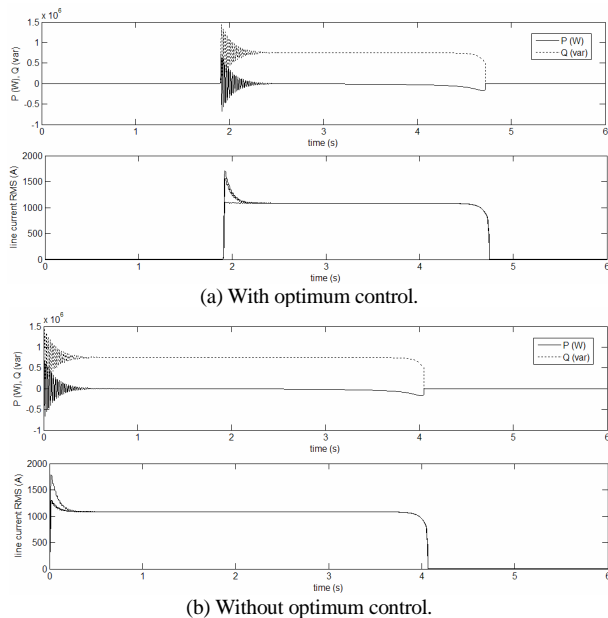 x 10^6
1.5
1
0.5
0
-0.5
-1
P (W), Q (var)
P (W)
Q (var)
0 1 2 3 4 5 6
time (s)
2000
1500
1000
500
0
line current RMS (A)
0 1 2 3 4 5 6
time (s)
(a) With optimum control.
x 10^6
1.5
1
0.5
0
-0.5
-1
P (W), Q (var)
P (W)
Q (var)
0 1 2 3 4 5 6
time (s)
2000
1500
1000
500
0
line current RMS (A)
0 1 2 3 4 5 6
time (s)
(b) Without optimum control.